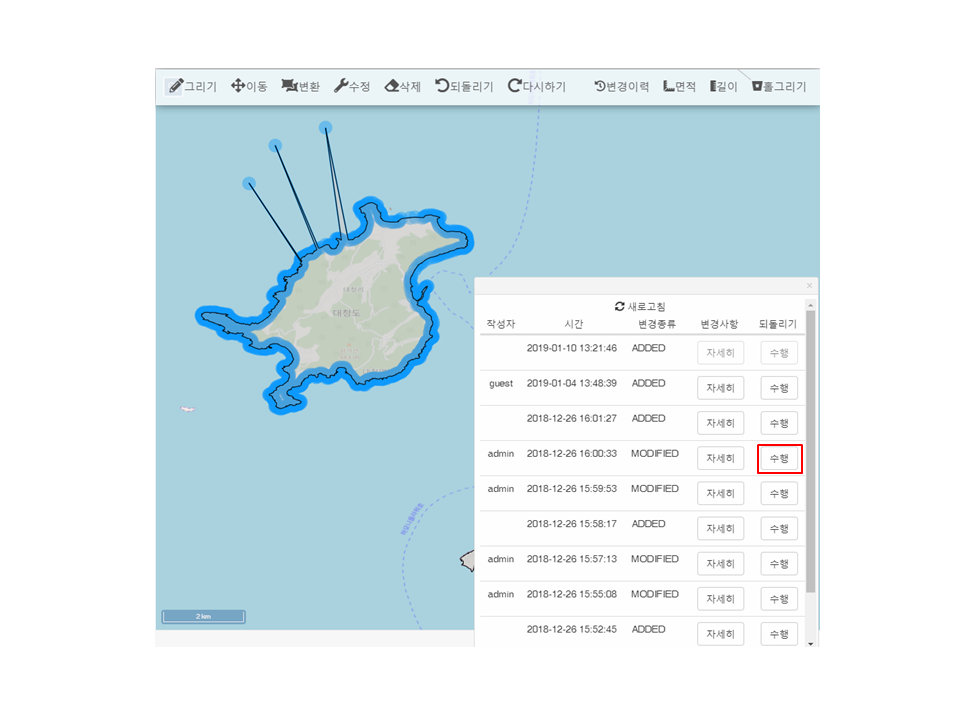 그리기 이동 변환 수정 삭제 되돌리기 다시하기 변경이력 면적 길이 홀그리기
대청도
2 km
×
새로고침
작성자 시간 변경종류 변경사항 되돌리기
2019-01-10 13:21:46 ADDED 자세히 수행
guest 2019-01-04 13:48:39 ADDED 자세히 수행
2018-12-26 16:01:27 ADDED 자세히 수행
admin 2018-12-26 16:00:33 MODIFIED 자세히 수행
admin 2018-12-26 15:59:53 MODIFIED 자세히 수행
2018-12-26 15:58:17 ADDED 자세히 수행
admin 2018-12-26 15:57:13 MODIFIED 자세히 수행
admin 2018-12-26 15:55:08 MODIFIED 자세히 수행
2018-12-26 15:52:45 ADDED 자세히 수행